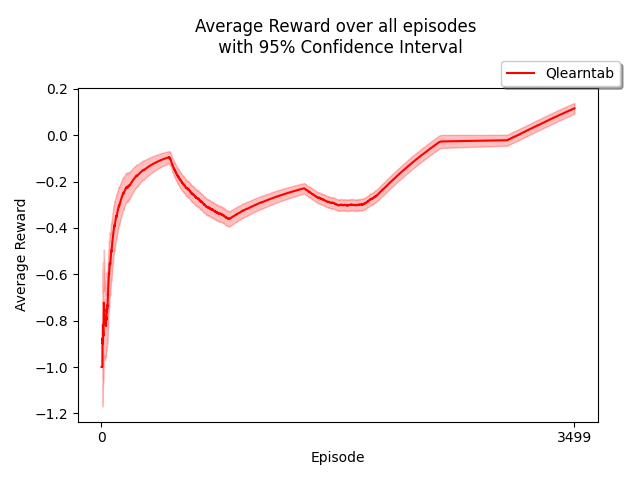 Average Reward over all episodes
with 95% Confidence Interval
Qlearntab
0.2
0.0
−0.2
−0.4
−0.6
−0.8
−1.0
−1.2
Average Reward
0
3499
Episode